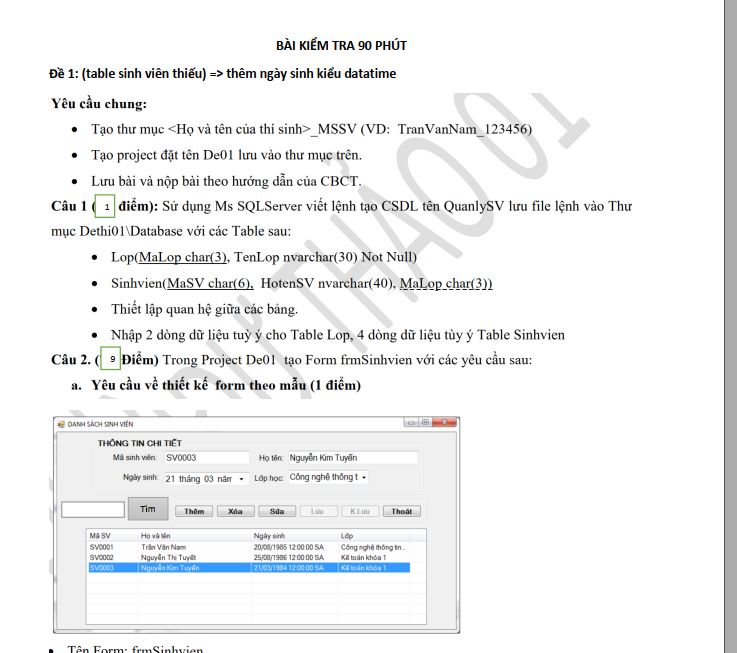 BÀI KIỂM TRA 90 PHÚT
Đề 1: (table sinh viên thiếu) => thêm ngày sinh kiểu datatime
Yêu cầu chung:
• Tạo thư mục <Họ và tên của thí sinh>_MSSV (VD: TranVanNam_123456)
• Tạo project đặt tên De01 lưu vào thư mục trên.
• Lưu bài và nộp bài theo hướng dẫn của CBCT.
Câu 1 ( 1 điểm): Sử dụng Ms SQLServer viết lệnh tạo CSDL tên QuanlySV lưu file lệnh vào Thư
mục Dethi01\Database với các Table sau:
• Lop(MaLop char(3), TenLop nvarchar(30) Not Null)
• Sinhvien(MaSV char(6), HotenSV nvarchar(40), MaLop char(3))
• Thiết lập quan hệ giữa các bảng.
• Nhập 2 dòng dữ liệu tuỳ ý cho Table Lop, 4 dòng dữ liệu tùy ý Table Sinhvien
Câu 2. ( 9 Điểm) Trong Project De01 tạo Form frmSinhvien với các yêu cầu sau:
a. Yêu cầu về thiết kế form theo mẫu (1 điểm)
DANH SÁCH SINH VIÊN
THÔNG TIN CHI TIẾT
Mã sinh viên: SV0003 Họ tên: Nguyễn Kim Tuyến
Ngày sinh: 21 tháng 03 năm Lớp học: Công nghệ thông t
Tìm Thêm Xóa Sửa Lưu K.Lưu Thoát
Mã SV Họ và tên Ngày sinh Lớp
SV0001 Trần Văn Nam 20/08/1985 12:00:00 SA Công nghệ thông tin...
SV0002 Nguyễn Thị Tuyết 25/08/1986 12:00:00 SA Kế toán khóa 1
SV0003 Nguyễn Kim Tuyến 21/03/1984 12:00:00 SA Kế toán khóa 1
• Tên Form: frmSinhvien